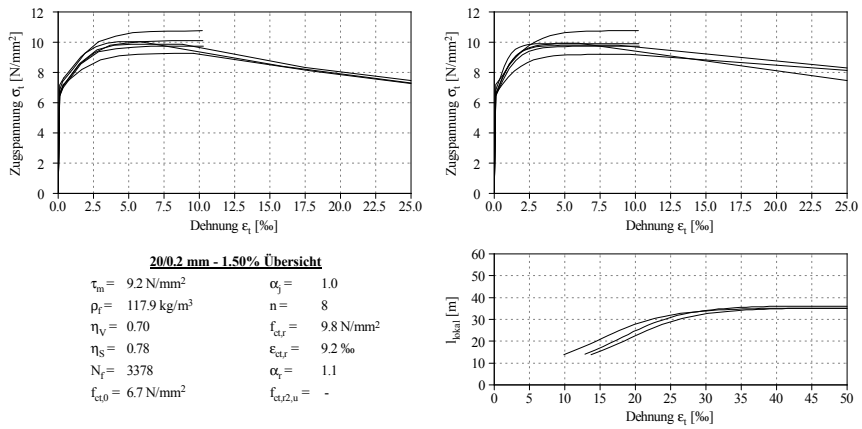 Zugspannung σt [N/mm²]
12
10
8
6
4
2
0
0.0 2.5 5.0 7.5 10.0 12.5 15.0 17.5 20.0 22.5 25.0
Dehnung εt [‰]
Zugspannung σt [N/mm²]
12
10
8
6
4
2
0
0.0 2.5 5.0 7.5 10.0 12.5 15.0 17.5 20.0 22.5 25.0
Dehnung εt [‰]
20/0.2 mm - 1.50% Übersicht
τm = 9.2 N/mm² αj = 1.0
ρf = 117.9 kg/m³ n = 8
ηV = 0.70 fct,r = 9.8 N/mm²
ηS = 0.78 εct,r = 9.2 ‰
Nf = 3378 αr = 1.1
fct,0 = 6.7 N/mm² fct,r2,u = -
llokal [m]
60
50
40
30
20
10
0
0 5 10 15 20 25 30 35 40 45 50
Dehnung εt [‰]